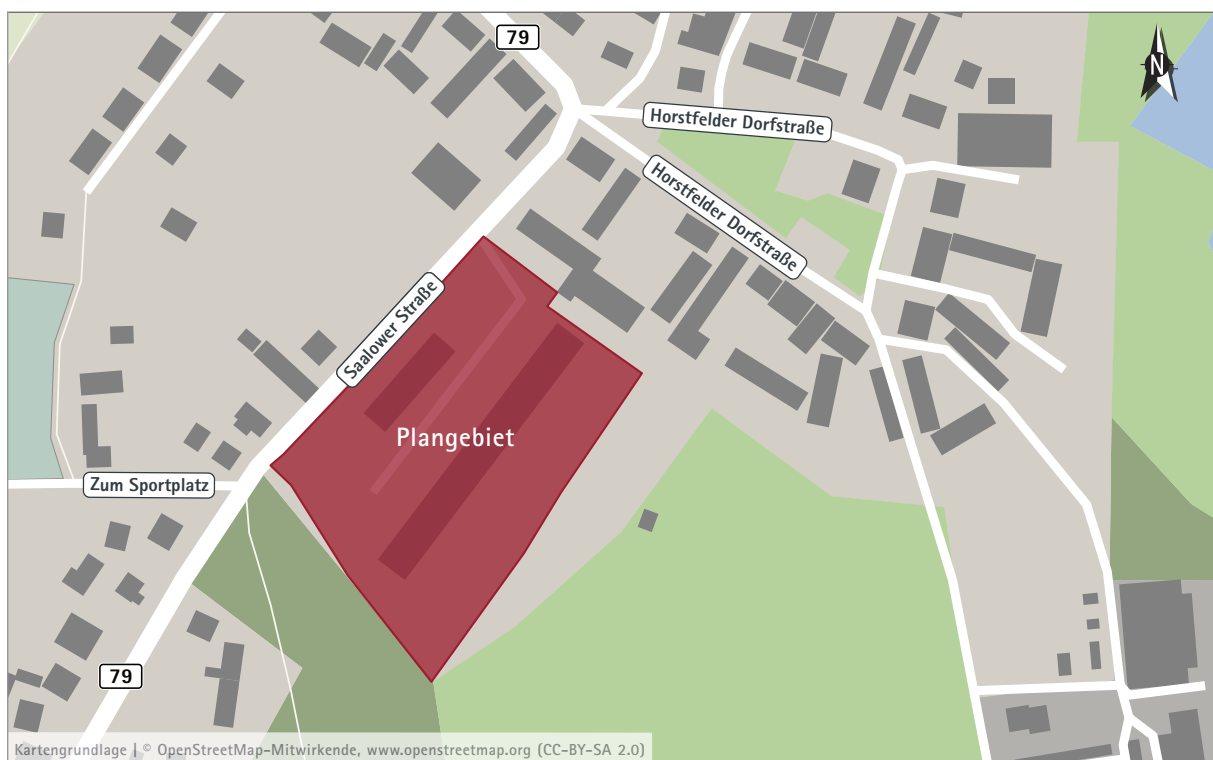 79
N
Horstfelder Dorfstraße
Horstfelder Dorfstraße
Saalower Straße
Plangebiet
Zum Sportplatz
79
Kartengrundlage | © OpenStreetMap-Mitwirkende, www.openstreetmap.org (CC-BY-SA 2.0)